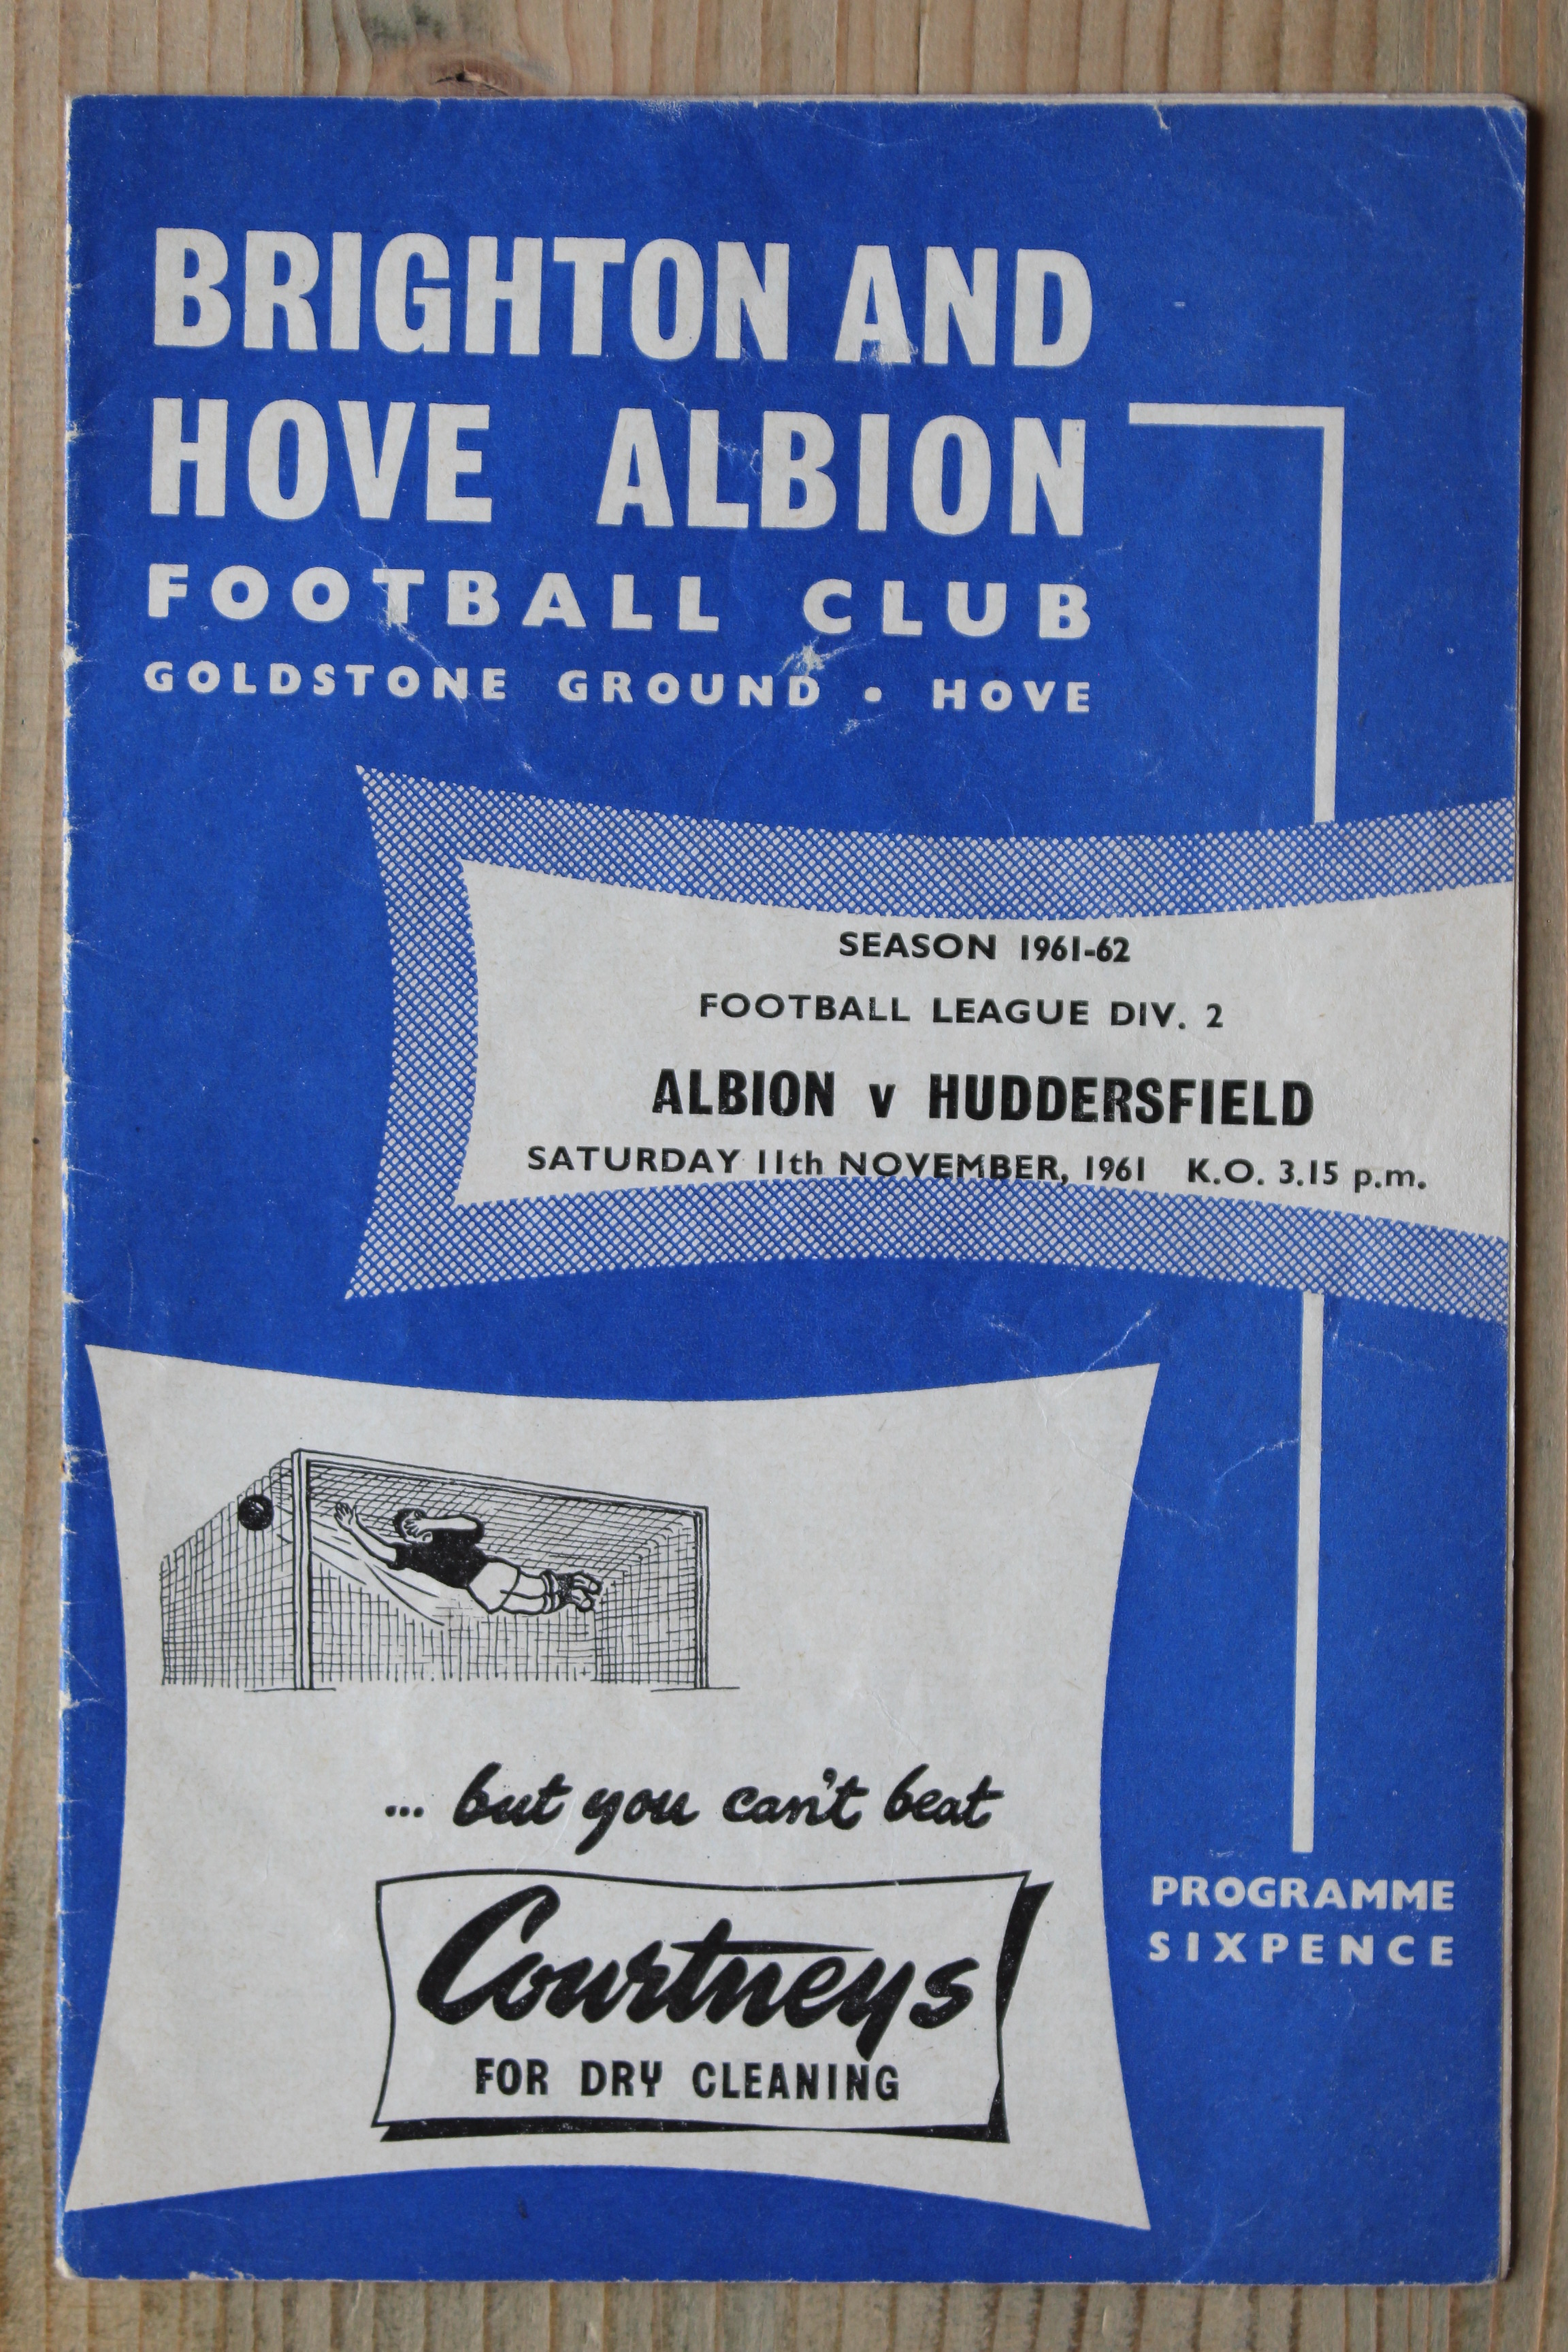 BRIGHTON AND
HOVE ALBION
FOOTBALL CLUB
GOLDSTONE GROUND • HOVE
SEASON 1961-62
FOOTBALL LEAGUE DIV. 2
ALBION v HUDDERSFIELD
SATURDAY 11th NOVEMBER, 1961 K.O. 3.15 p.m.
... but you can't beat
Courtneys
FOR DRY CLEANING
PROGRAMME
SIXPENCE